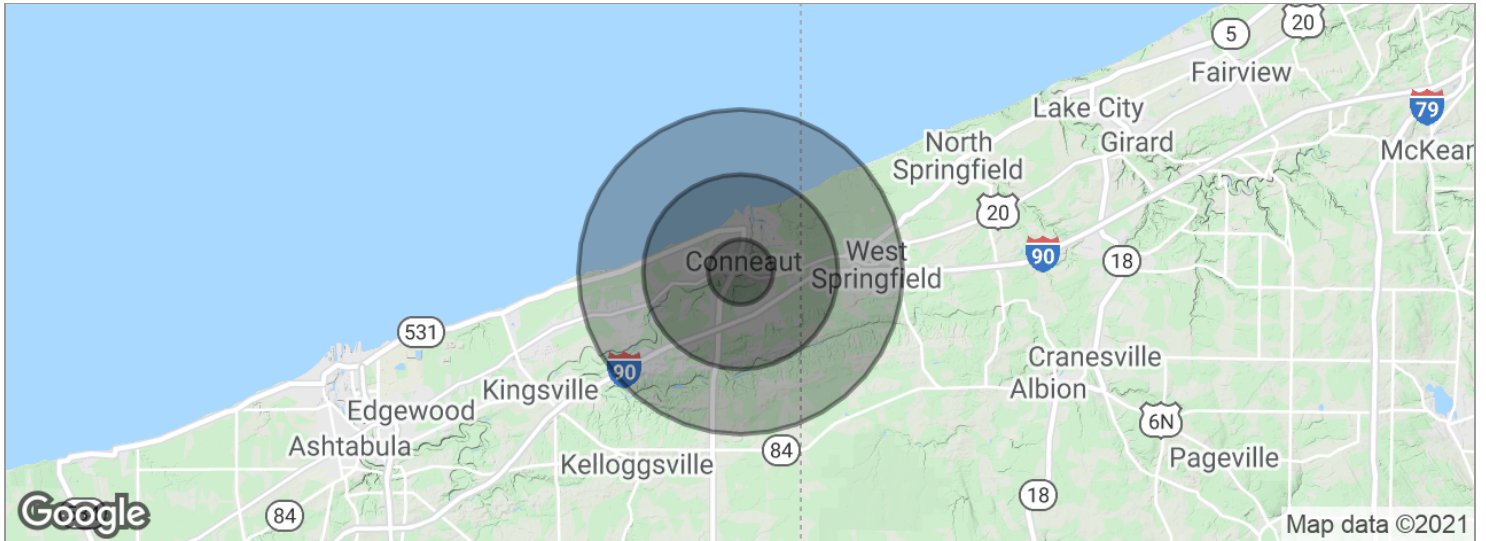 20
5
Fairview
79
Lake City
North
Springfield
Girard
McKean
20
Conneaut
West
Springfield
90
18
531
90
Cranesville
Kingsville
Albion
Edgewood
6N
Ashtabula
84
Kelloggsville
Pageville
18
84
Google
Map data ©2021